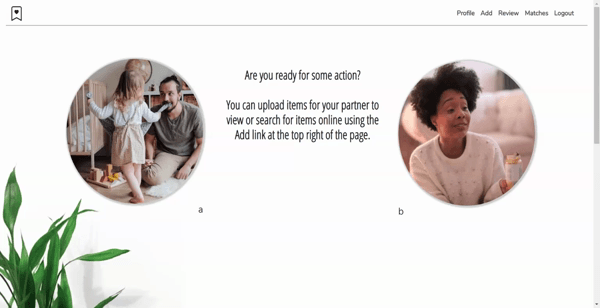 Profile Add Review Matches Logout
Are you ready for some action?
You can upload items for your partner to
view or search for items online using the
Add link at the top right of the page.
a
b